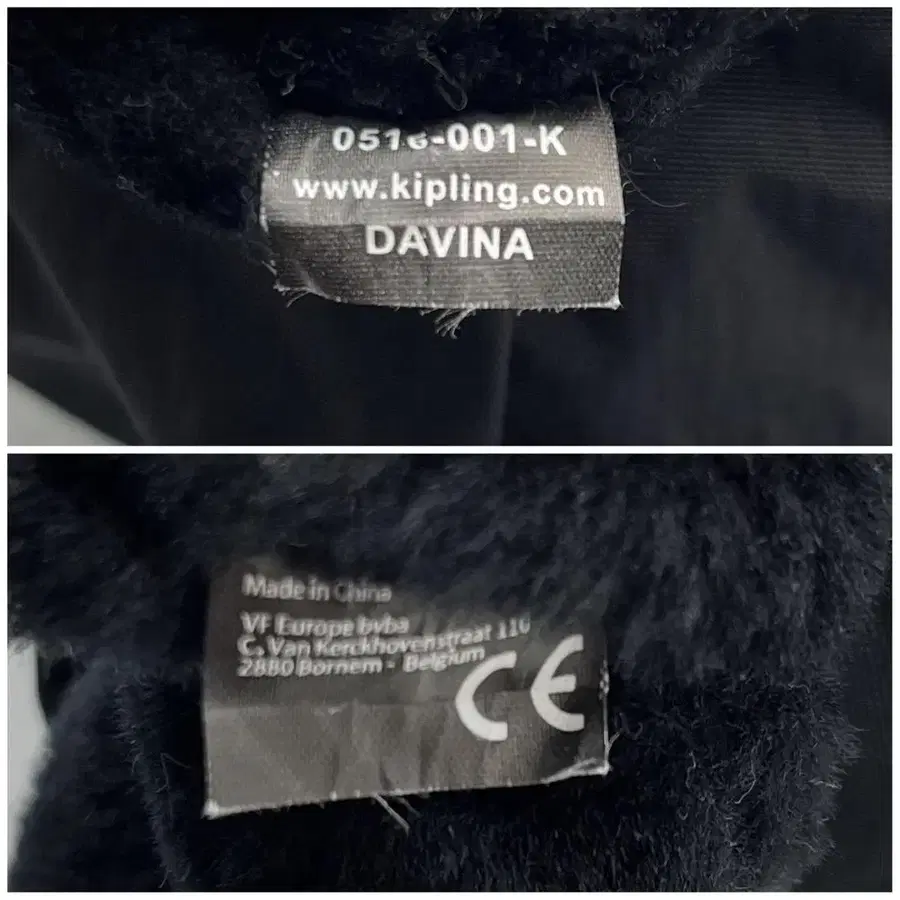 0516-001-K
www.kipling.com
DAVINA
Made in China
VF Europe bvba
C. Van Kerckhovenstraat 110
2880 Bornem - Belgium
CE